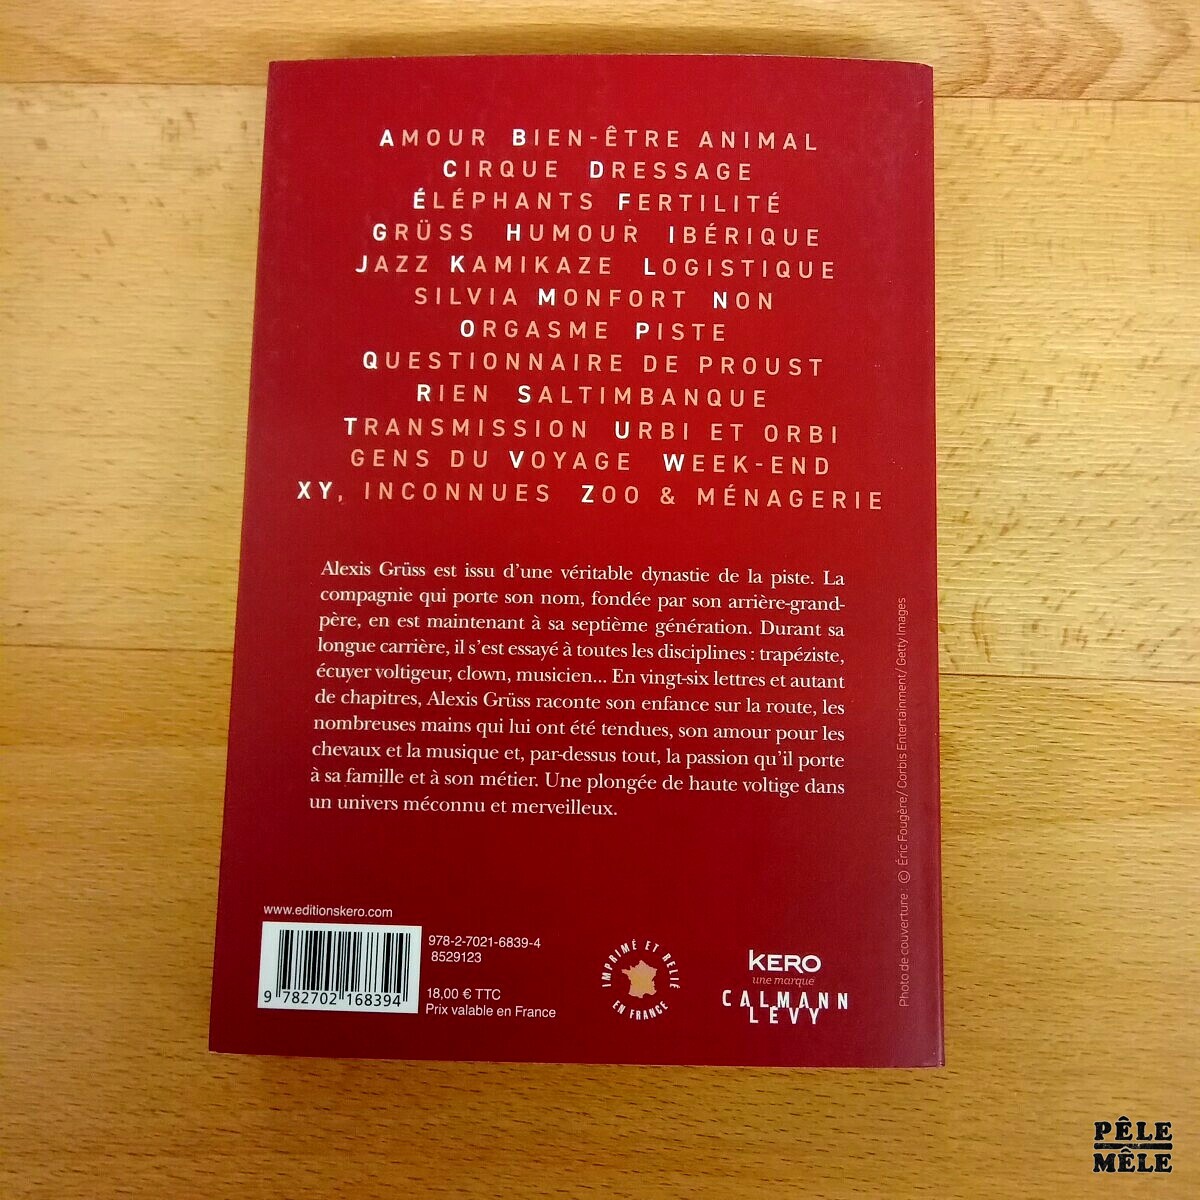 AMOUR BIEN-ÊTRE ANIMAL
CIRQUE DRESSAGE
ÉLÉPHANTS FERTILITÉ
GRÜSS HUMOUR IBÉRIQUE
JAZZ KAMIKAZE LOGISTIQUE
SILVIA MONFORT NON
ORGASME PISTE
QUESTIONNAIRE DE PROUST
RIEN SALTIMBANQUE
TRANSMISSION URBI ET ORBI
GENS DU VOYAGE WEEK-END
XY, INCONNUES ZOO & MÉNAGERIE
Alexis Grüss est issu d'une véritable dynastie de la piste. La
compagnie qui porte son nom, fondée par son arrière-grand-
père, en est maintenant à sa septième génération. Durant sa
longue carrière, il s'est essayé à toutes les disciplines : trapéziste,
écuyer voltigeur, clown, musicien... En vingt-six lettres et autant
de chapitres, Alexis Grüss raconte son enfance sur la route, les
nombreuses mains qui lui ont été tendues, son amour pour les
chevaux et la musique et, par-dessus tout, la passion qu'il porte
à sa famille et à son métier. Une plongée de haute voltige dans
un univers méconnu et merveilleux.
Photo de couverture : © Éric Fougère/ Corbis Entertainment/ Getty Images
www.editionskero.com
978-2-7021-6839-4
8529123
9 782702 168394
18,00 € TTC
Prix valable en France
IMPRIMÉ ET RELIÉ
EN FRANCE
KERO
une marque
CALMANN
LÉVY
PÊLE
MÊLE